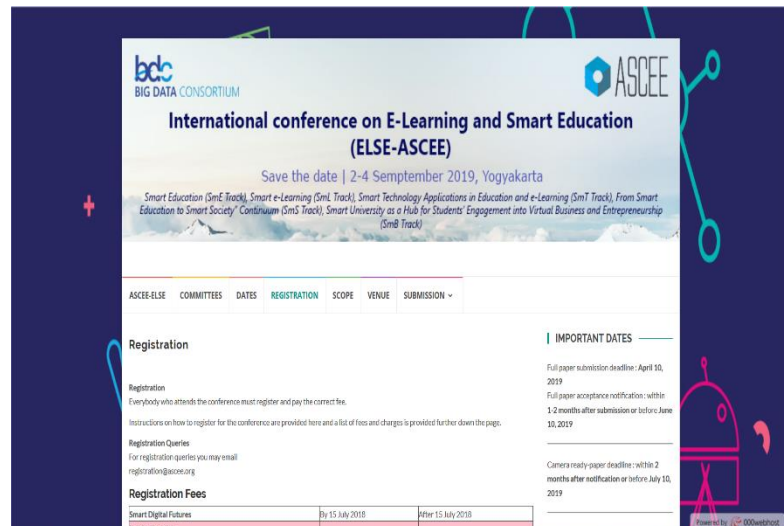 bdc
BIG DATA CONSORTIUM
ASCEE
International conference on E-Learning and Smart Education
(ELSE-ASCEE)
Save the date | 2-4 Semptember 2019, Yogyakarta
Smart Education (SmE Track), Smart e-Learning (SmL Track), Smart Technology Applications in Education and e-Learning (SmT Track), From Smart
Education to Smart Society" Continuum (SmS Track), Smart University as a Hub for Students' Engagement into Virtual Business and Entrepreneurship
(SmB Track)
ASCEE-ELSE COMMITTEES DATES REGISTRATION SCOPE VENUE SUBMISSION
Registration
Registration
Everybody who attends the conference must register and pay the correct fee.
Instructions on how to register for the conference are provided here and a list of fees and charges is provided further down the page.
Registration Queries
For registration queries you may email
registration@ascee.org
Registration Fees
Smart Digital Futures By 15 July 2018 After 15 July 2018
IMPORTANT DATES
Full paper submission deadline : April 10,
2019
Full paper acceptance notification : within
1-2 months after submission or before June
10, 2019
Camera ready-paper deadline : within 2
months after notification or before July 10,
2019
Powered by 000webhost